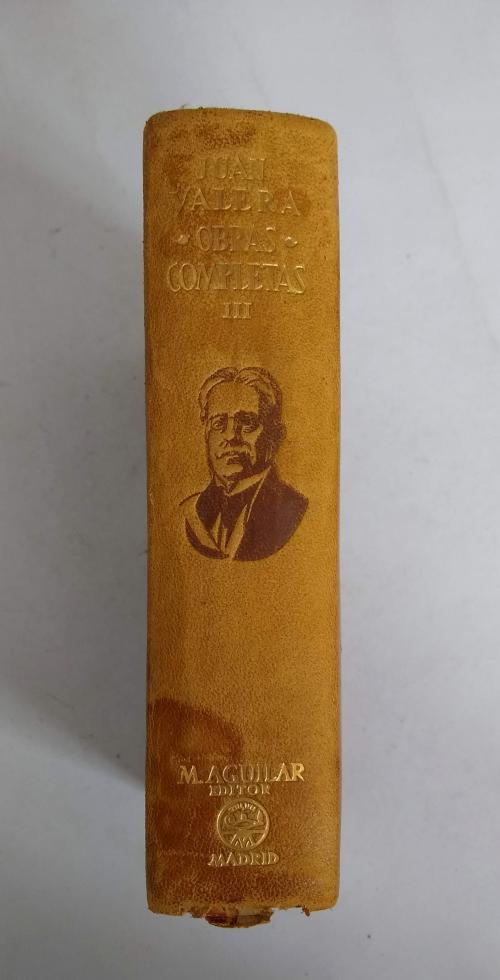 JUAN
VALERA
OBRAS
COMPLETAS
III
M. AGUILAR
EDITOR
MADRID